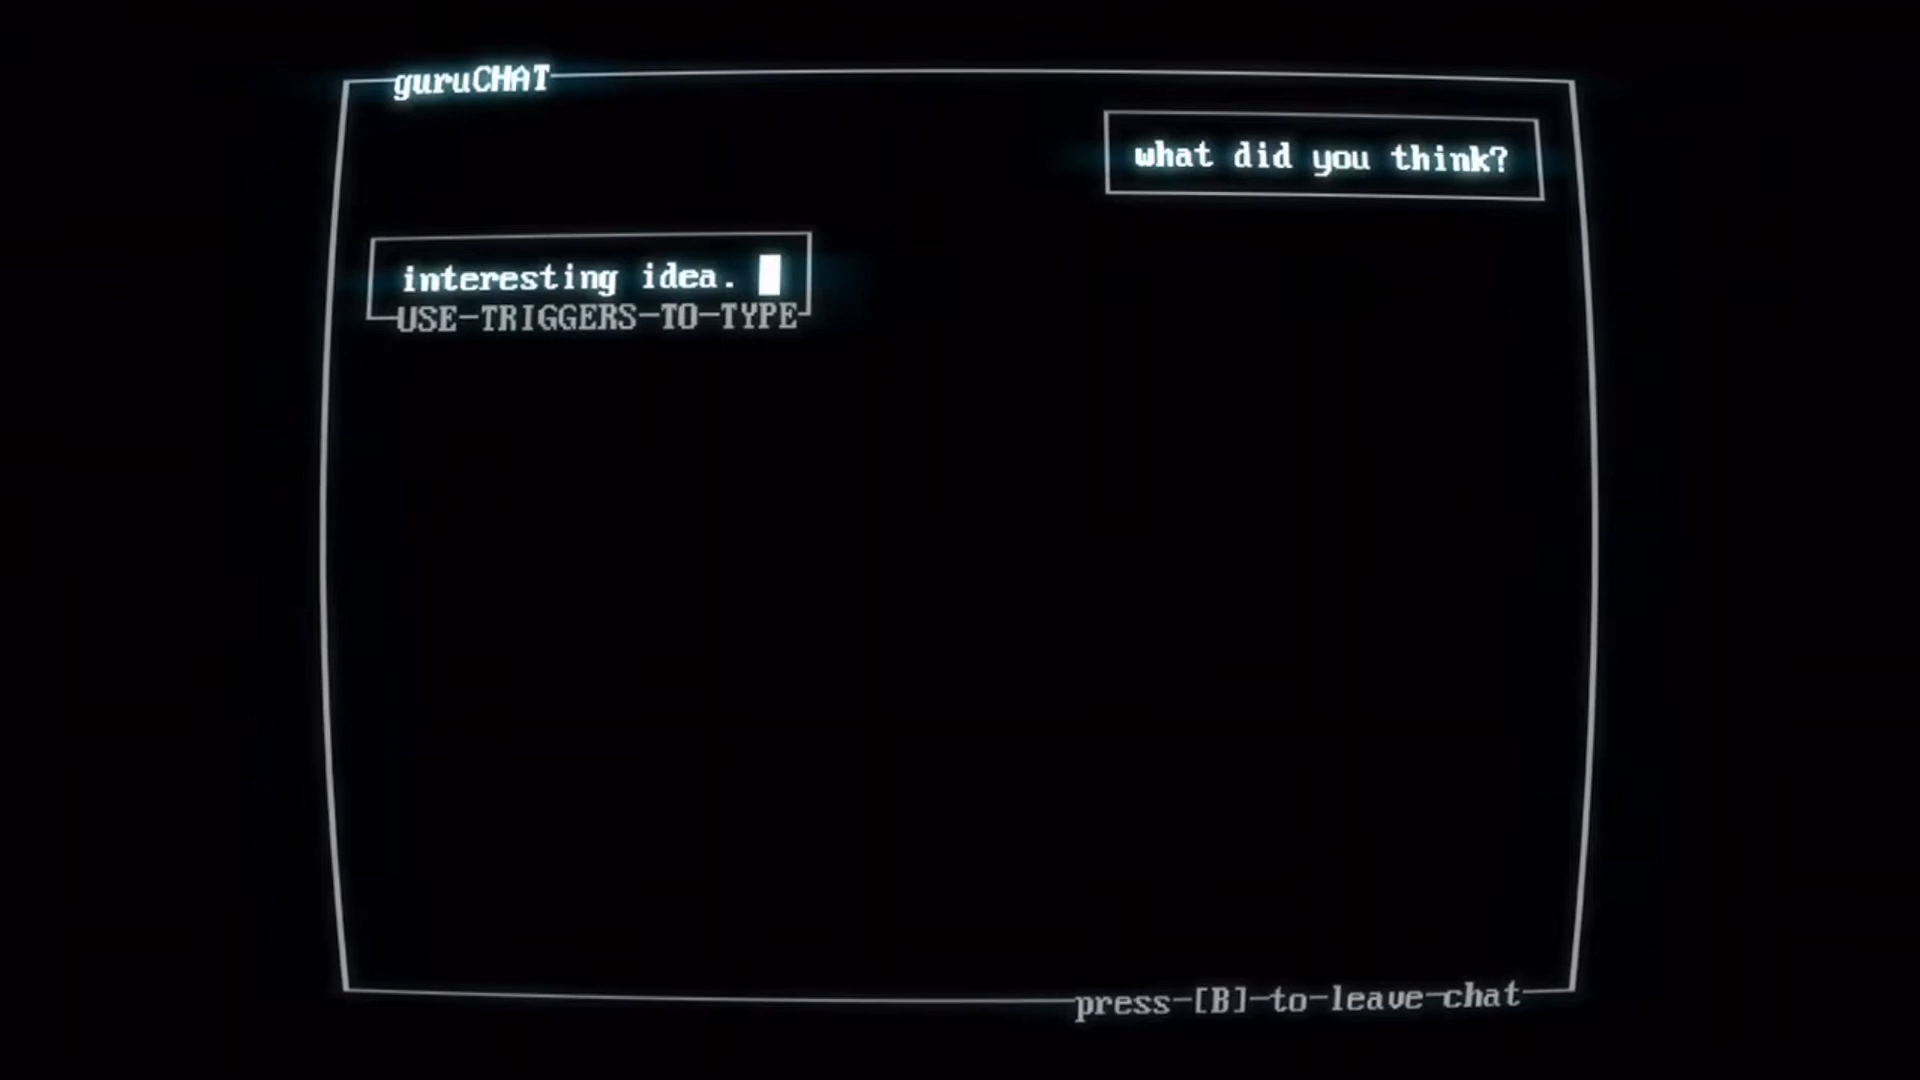 guruCHAT
what did you think?
interesting idea.
USE-TRIGGERS-TO-TYPE
press-[B]-to-leave-chat